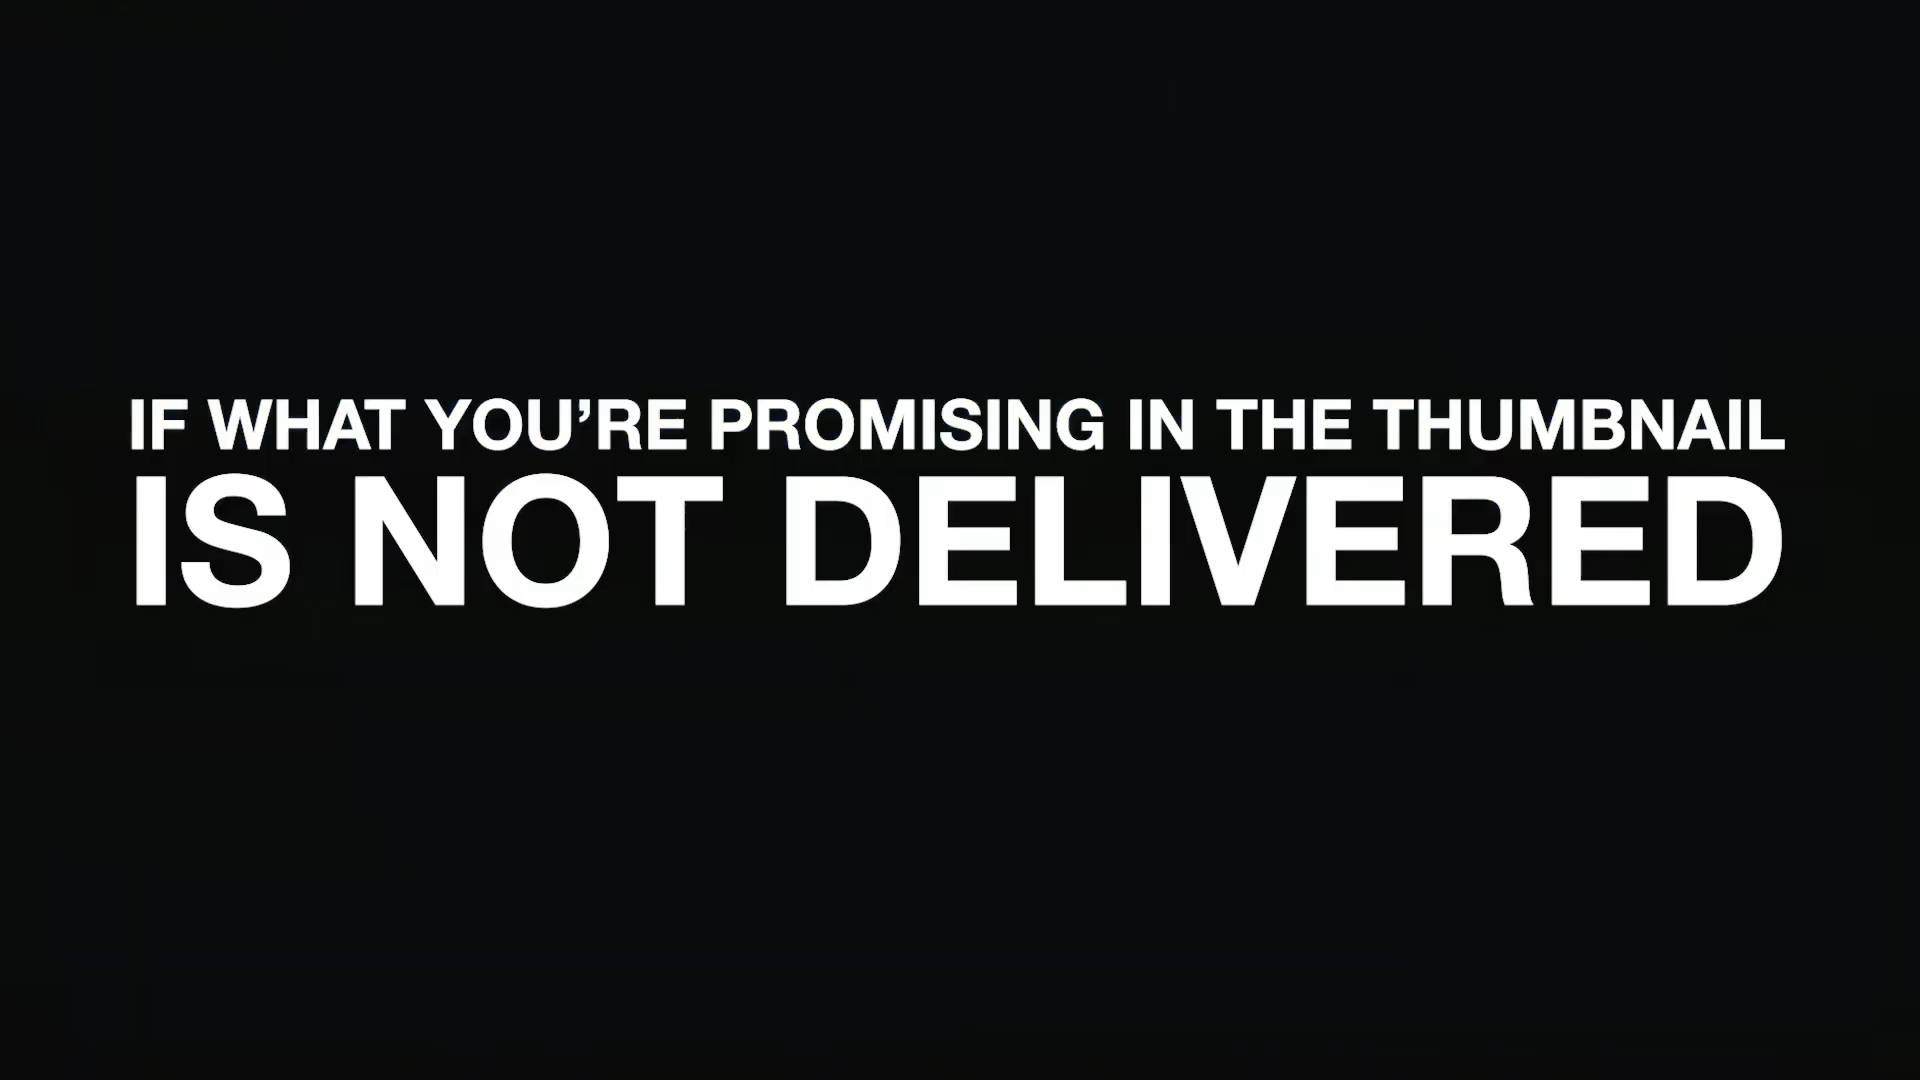 IF WHAT YOU’RE PROMISING IN THE THUMBNAIL
IS NOT DELIVERED